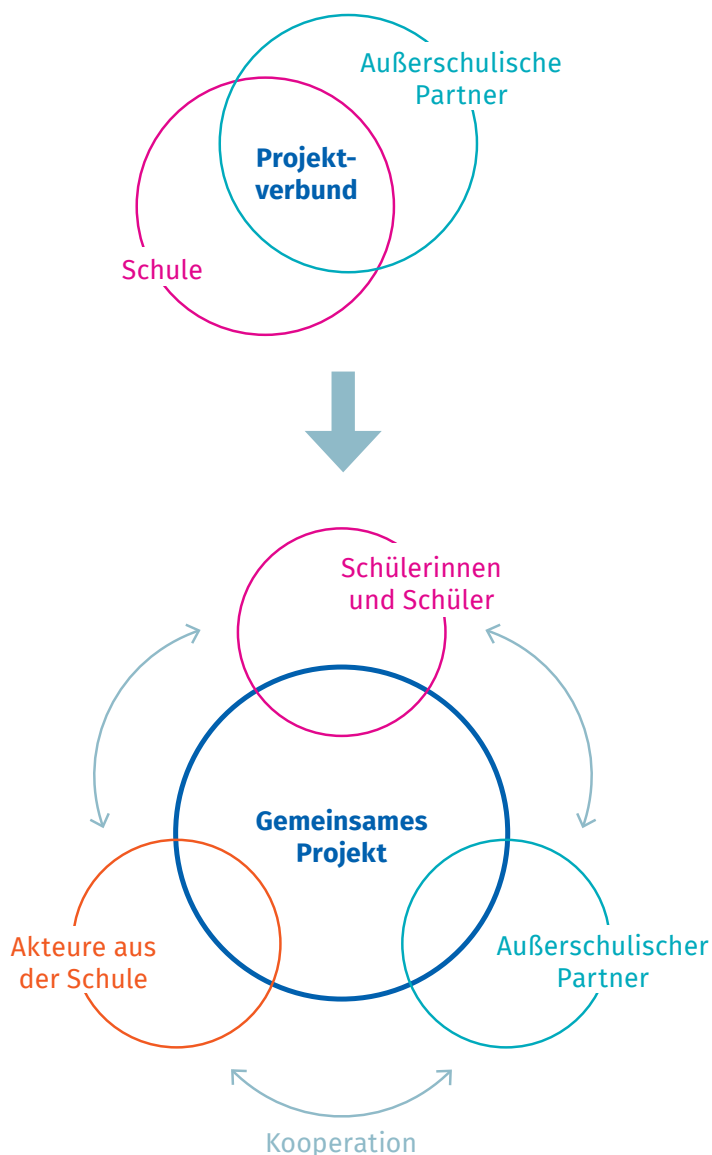 Außerschulische
Partner
Projekt-
verbund
Schule
Schülerinnen
und Schüler
Gemeinsames
Projekt
Akteure aus
der Schule
Außerschulischer
Partner
Kooperation